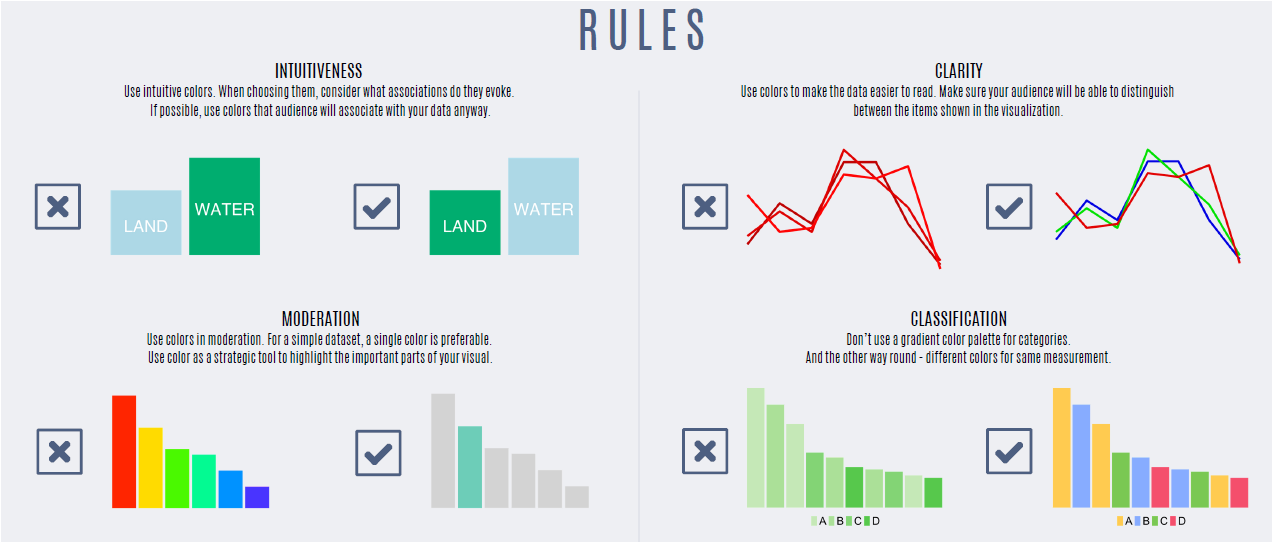 RULES
INTUITIVENESS
Use intuitive colors. When choosing them, consider what associations do they evoke.
If possible, use colors that audience will associate with your data anyway.
LAND
WATER
LAND
WATER
CLARITY
Use colors to make the data easier to read. Make sure your audience will be able to distinguish
between the items shown in the visualization.
MODERATION
Use colors in moderation. For a simple dataset, a single color is preferable.
Use color as a strategic tool to highlight the important parts of your visual.
CLASSIFICATION
Don't use a gradient color palette for categories.
And the other way round - different colors for same measurement.
A B C D
A B C D